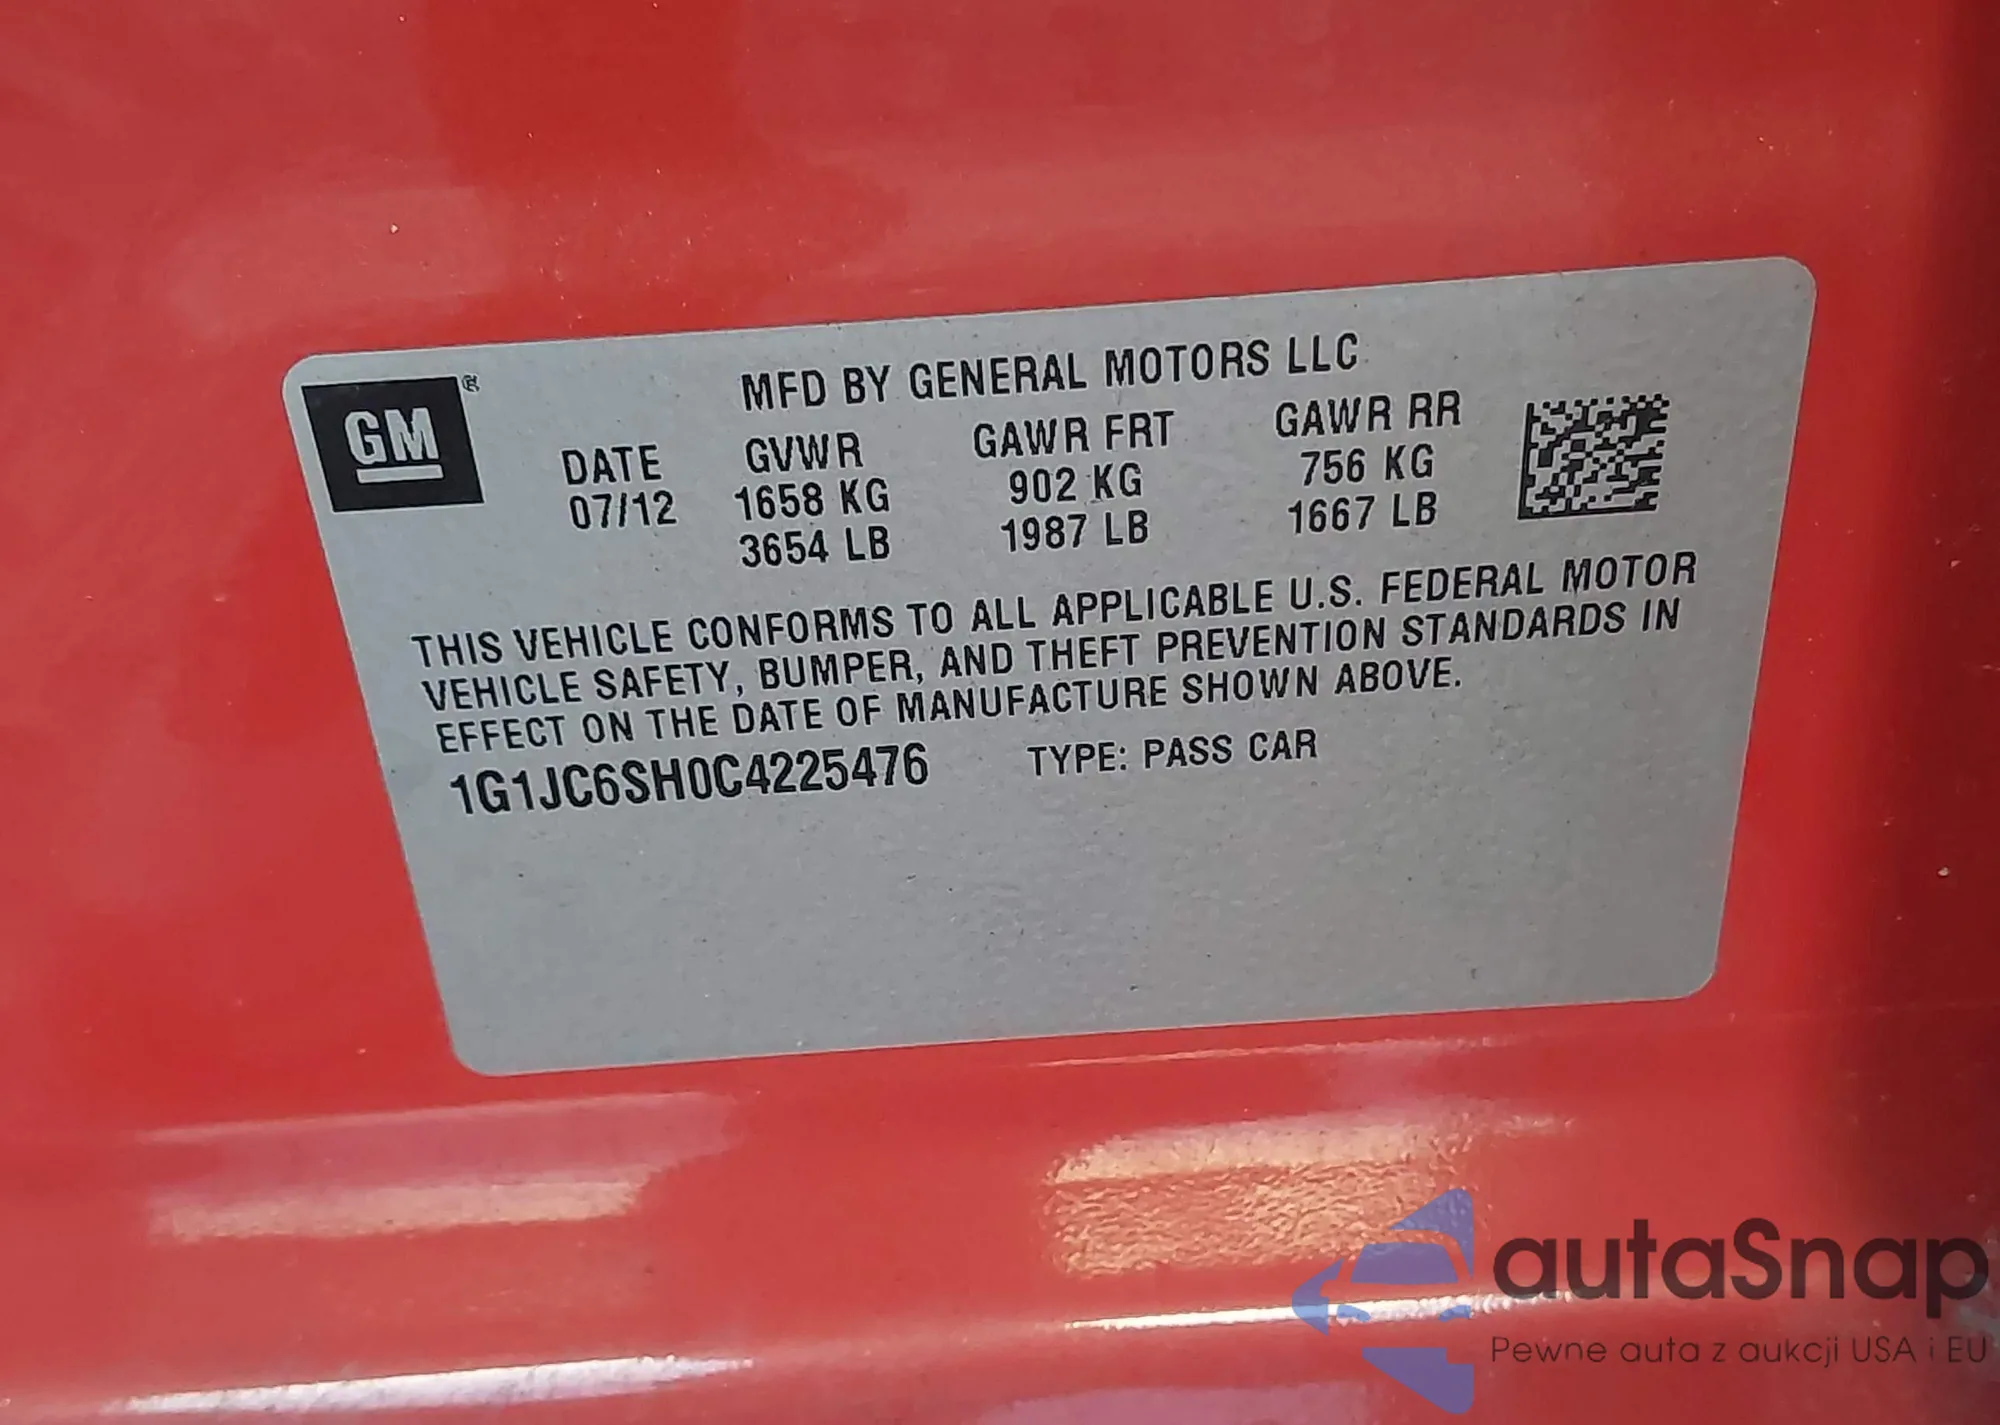 GM®
MFD BY GENERAL MOTORS LLC
DATE GVWR GAWR FRT GAWR RR
07/12 1658 KG 902 KG 756 KG
3654 LB 1987 LB 1667 LB
THIS VEHICLE CONFORMS TO ALL APPLICABLE U.S. FEDERAL MOTOR
VEHICLE SAFETY, BUMPER, AND THEFT PREVENTION STANDARDS IN
EFFECT ON THE DATE OF MANUFACTURE SHOWN ABOVE.
1G1JC6SH0C4225476 TYPE: PASS CAR
autaSnap
Pewne auta z aukcji USA i EU